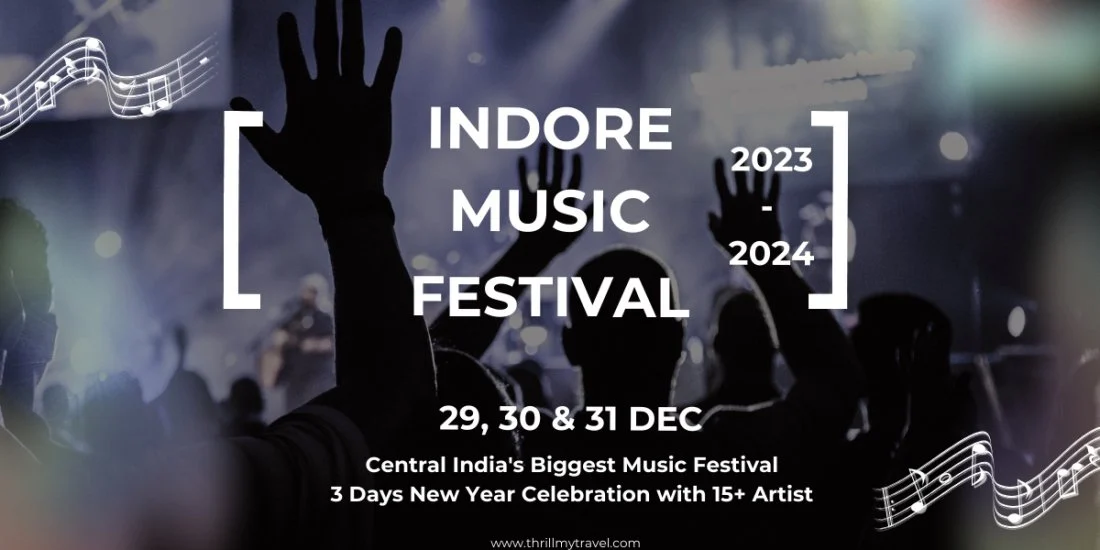 INDORE
MUSIC
FESTIVAL
2023
-
2024
29, 30 & 31 DEC
Central India's Biggest Music Festival
3 Days New Year Celebration with 15+ Artist
www.thrillmytravel.com